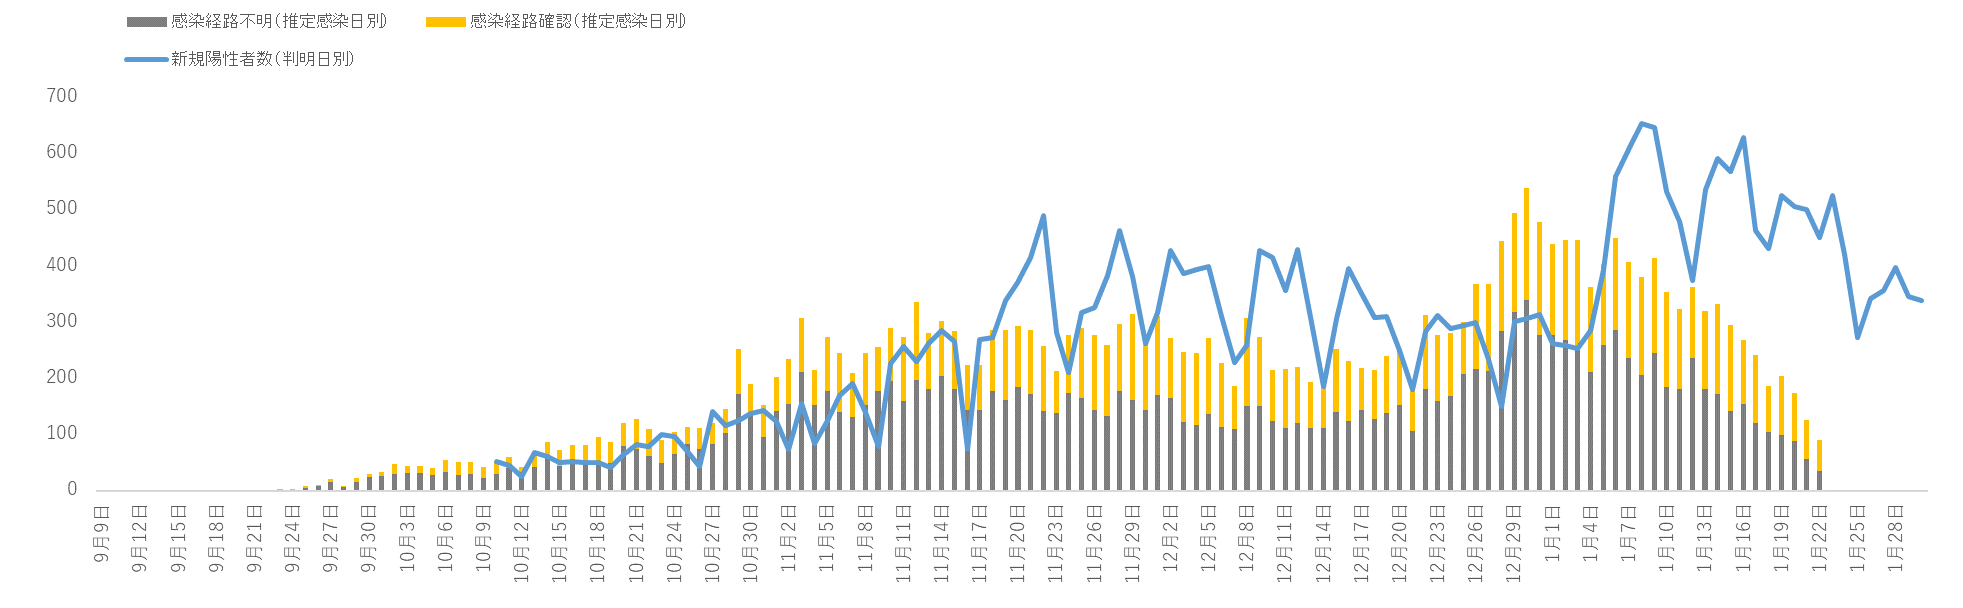 感染経路不明(推定感染日別)
感染経路確認(推定感染日別)
新規陽性者数(判明日別)
700
600
500
400
300
200
100
0
9月9日
9月12日
9月15日
9月18日
9月21日
9月24日
9月27日
9月30日
10月3日
10月6日
10月9日
10月12日
10月15日
10月18日
10月21日
10月24日
10月27日
10月30日
11月2日
11月5日
11月8日
11月11日
11月14日
11月17日
11月20日
11月23日
11月26日
11月29日
12月2日
12月5日
12月8日
12月11日
12月14日
12月17日
12月20日
12月23日
12月26日
12月29日
1月1日
1月4日
1月7日
1月10日
1月13日
1月16日
1月19日
1月22日
1月25日
1月28日